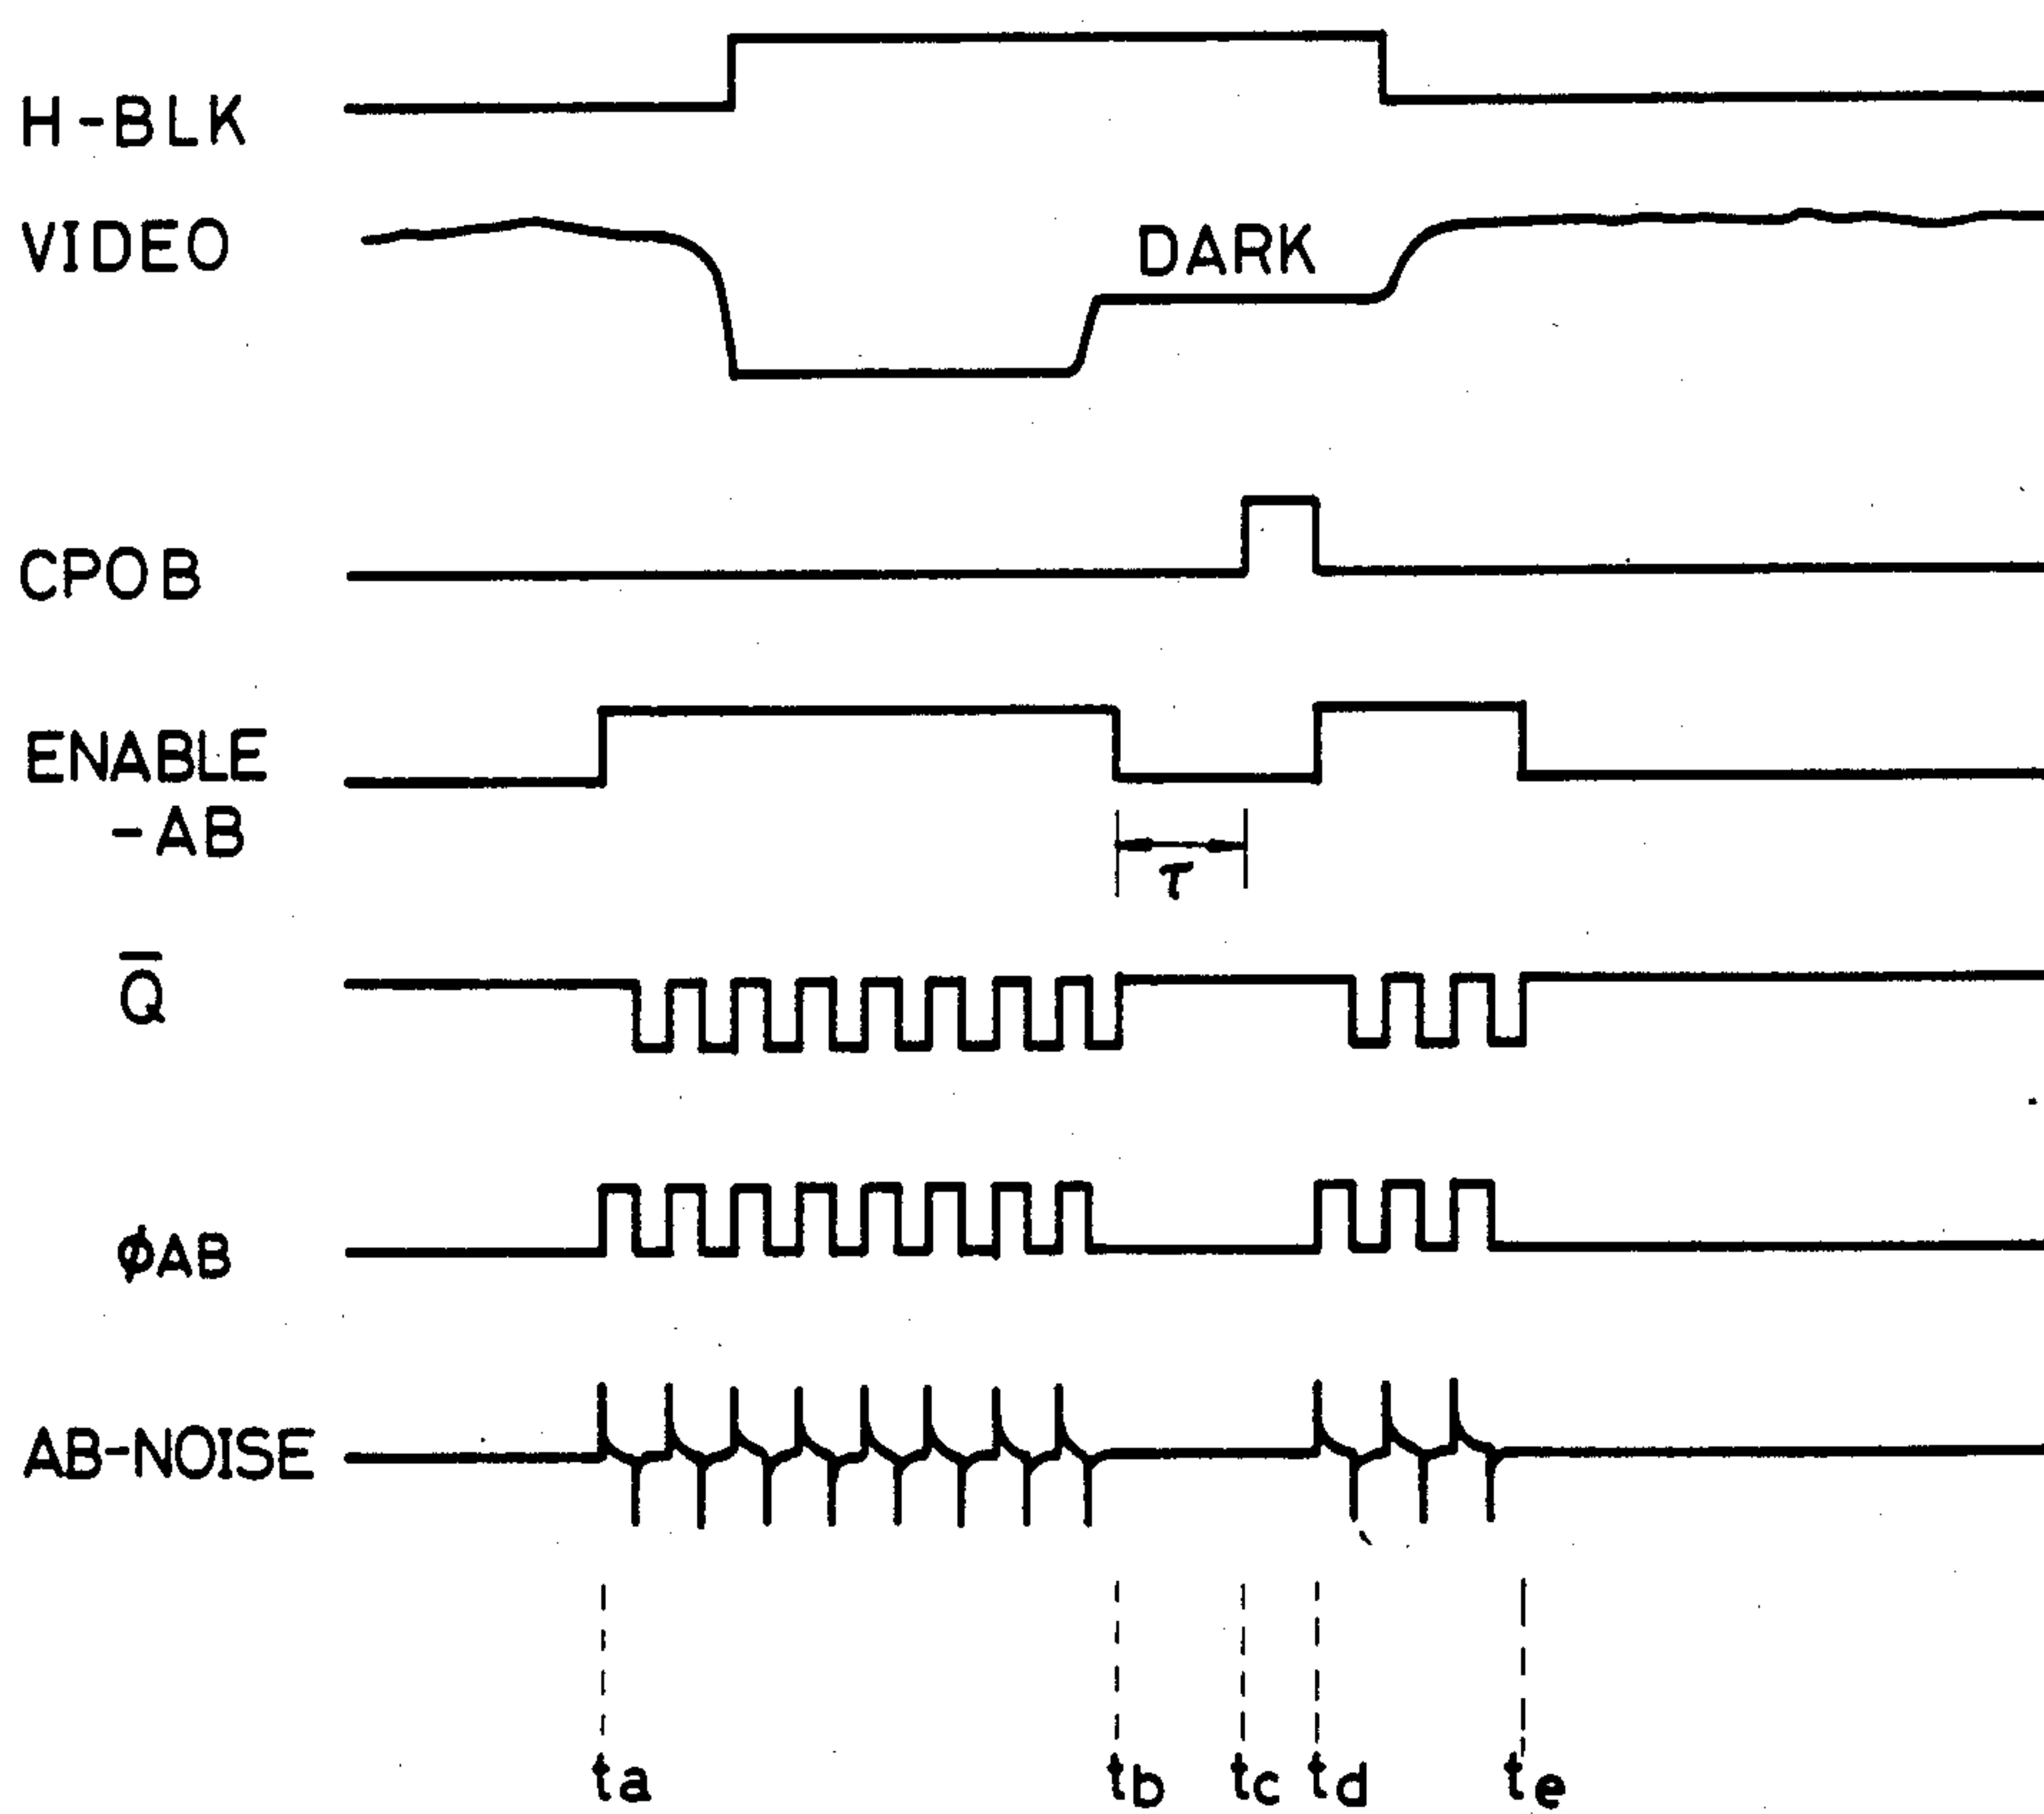 H-BLK
VIDEO
DARK
CPOB
ENABLE
-AB
τ
Q̅
φAB
AB-NOISE
ta tb tc td te